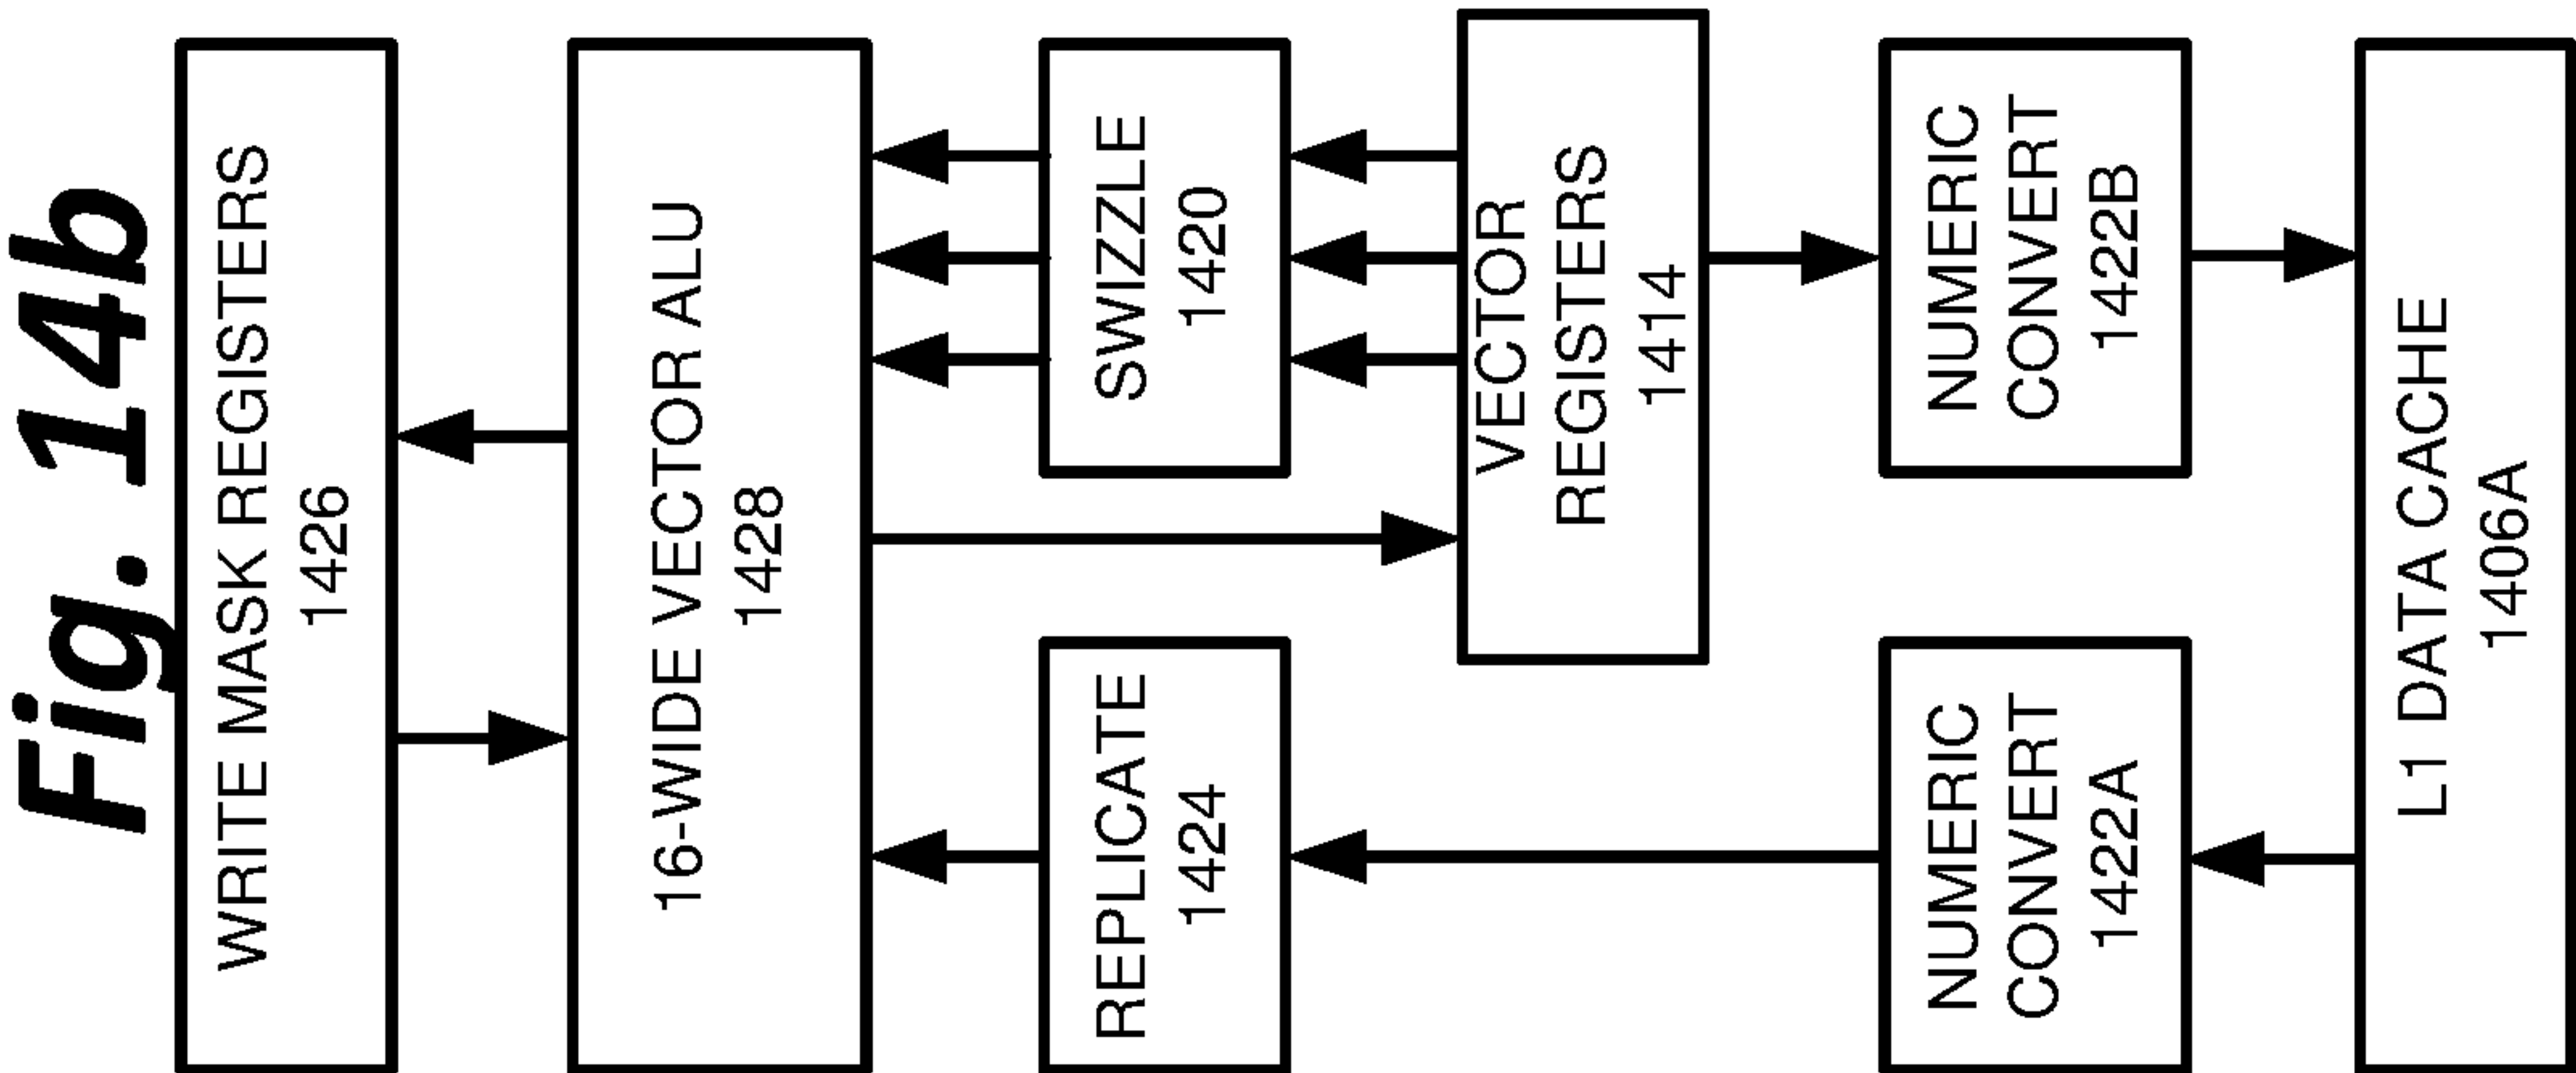 Fig. 14b
WRITE MASK REGISTERS
1426
16-WIDE VECTOR ALU
1428
REPLICATE
1424
SWIZZLE
1420
VECTOR
REGISTERS
1414
NUMERIC
CONVERT
1422A
NUMERIC
CONVERT
1422B
L1 DATA CACHE
1406A